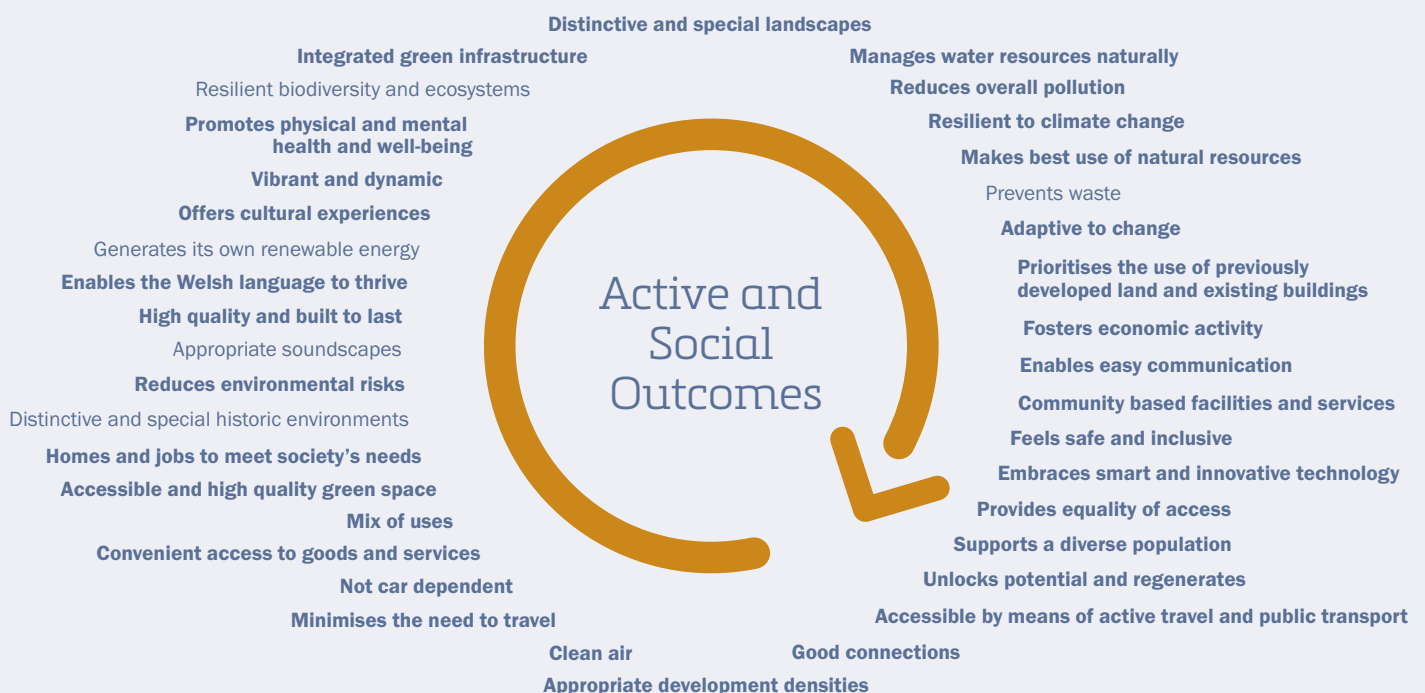 Distinctive and special landscapes
Integrated green infrastructure
Resilient biodiversity and ecosystems
Promotes physical and mental
health and well-being
Vibrant and dynamic
Offers cultural experiences
Generates its own renewable energy
Enables the Welsh language to thrive
High quality and built to last
Appropriate soundscapes
Reduces environmental risks
Distinctive and special historic environments
Homes and jobs to meet society’s needs
Accessible and high quality green space
Mix of uses
Convenient access to goods and services
Not car dependent
Minimises the need to travel
Clean air
Appropriate development densities
Active and
Social
Outcomes
Manages water resources naturally
Reduces overall pollution
Resilient to climate change
Makes best use of natural resources
Prevents waste
Adaptive to change
Prioritises the use of previously
developed land and existing buildings
Fosters economic activity
Enables easy communication
Community based facilities and services
Feels safe and inclusive
Embraces smart and innovative technology
Provides equality of access
Supports a diverse population
Unlocks potential and regenerates
Accessible by means of active travel and public transport
Good connections